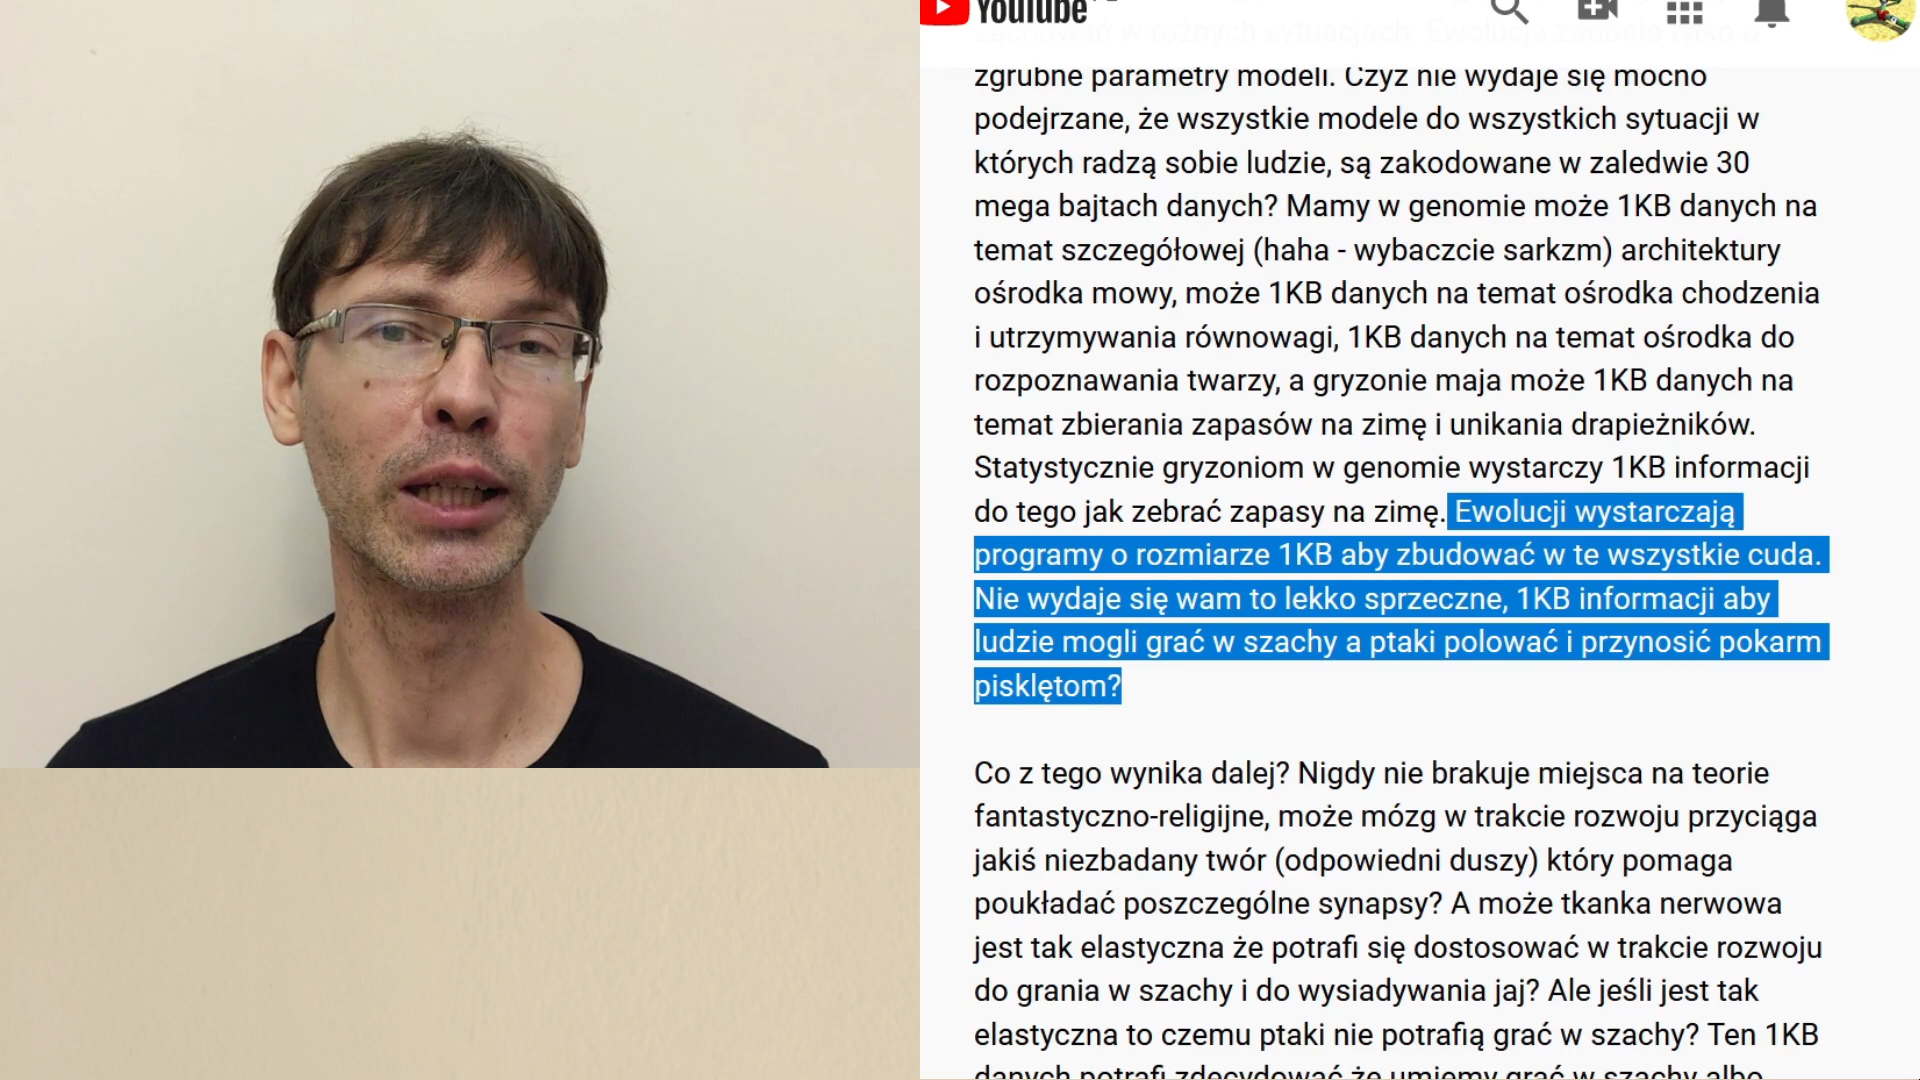 YouTube
zgrubne parametry modeli. Czyż nie wydaje się mocno
podejrzane, że wszystkie modele do wszystkich sytuacji w
których radzą sobie ludzie, są zakodowane w zaledwie 30
mega bajtach danych? Mamy w genomie może 1KB danych na
temat szczegółowej (haha - wybaczcie sarkzm) architektury
ośrodka mowy, może 1KB danych na temat ośrodka chodzenia
i utrzymywania równowagi, 1KB danych na temat ośrodka do
rozpoznawania twarzy, a gryzonie maja może 1KB danych na
temat zbierania zapasów na zimę i unikania drapieżników.
Statystycznie gryzoniom w genomie wystarczy 1KB informacji
do tego jak zebrać zapasy na zimę. Ewolucji wystarczają
programy o rozmiarze 1KB aby zbudować w te wszystkie cuda.
Nie wydaje się wam to lekko sprzeczne, 1KB informacji aby
ludzie mogli grać w szachy a ptaki polować i przynosić pokarm
pisklętom?
Co z tego wynika dalej? Nigdy nie brakuje miejsca na teorie
fantastyczno-religijne, może mózg w trakcie rozwoju przyciąga
jakiś niezbadany twór (odpowiedni duszy) który pomaga
poukładać poszczególne synapsy? A może tkanka nerwowa
jest tak elastyczna że potrafi się dostosować w trakcie rozwoju
do grania w szachy i do wysiadywania jaj? Ale jeśli jest tak
elastyczna to czemu ptaki nie potrafią grać w szachy? Ten 1KB
danych potrafi zdecydować że umiemy grać w szachy albo